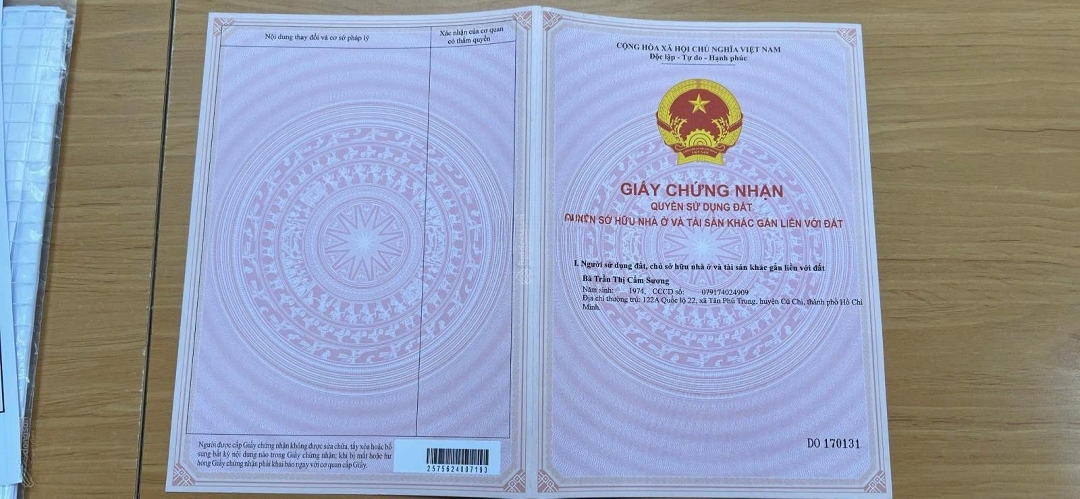 Nội dung thay đổi và cơ sở pháp lý
Xác nhận của cơ quan
có thẩm quyền
Người được cấp Giấy chứng nhận không được sửa chữa, tẩy xóa hoặc bổ
sung bất kỳ nội dung nào trong Giấy chứng nhận; khi bị mất hoặc hư
hỏng Giấy chứng nhận phải khai báo ngay với cơ quan cấp Giấy.
2575624007193
CỘNG HÒA XÃ HỘI CHỦ NGHĨA VIỆT NAM
Độc lập - Tự do - Hạnh phúc
GIẤY CHỨNG NHẬN
QUYỀN SỬ DỤNG ĐẤT
QUYỀN SỞ HỮU NHÀ Ở VÀ TÀI SẢN KHÁC GẮN LIỀN VỚI ĐẤT
I. Người sử dụng đất, chủ sở hữu nhà ở và tài sản khác gắn liền với đất
Bà Trần Thị Cẩm Sương
Năm sinh: 1974, CCCD số: 079174024909
Địa chỉ thường trú: 122A Quốc lộ 22, xã Tân Phú Trung, huyện Củ Chi, thành phố Hồ Chí
Minh.
DO 170131